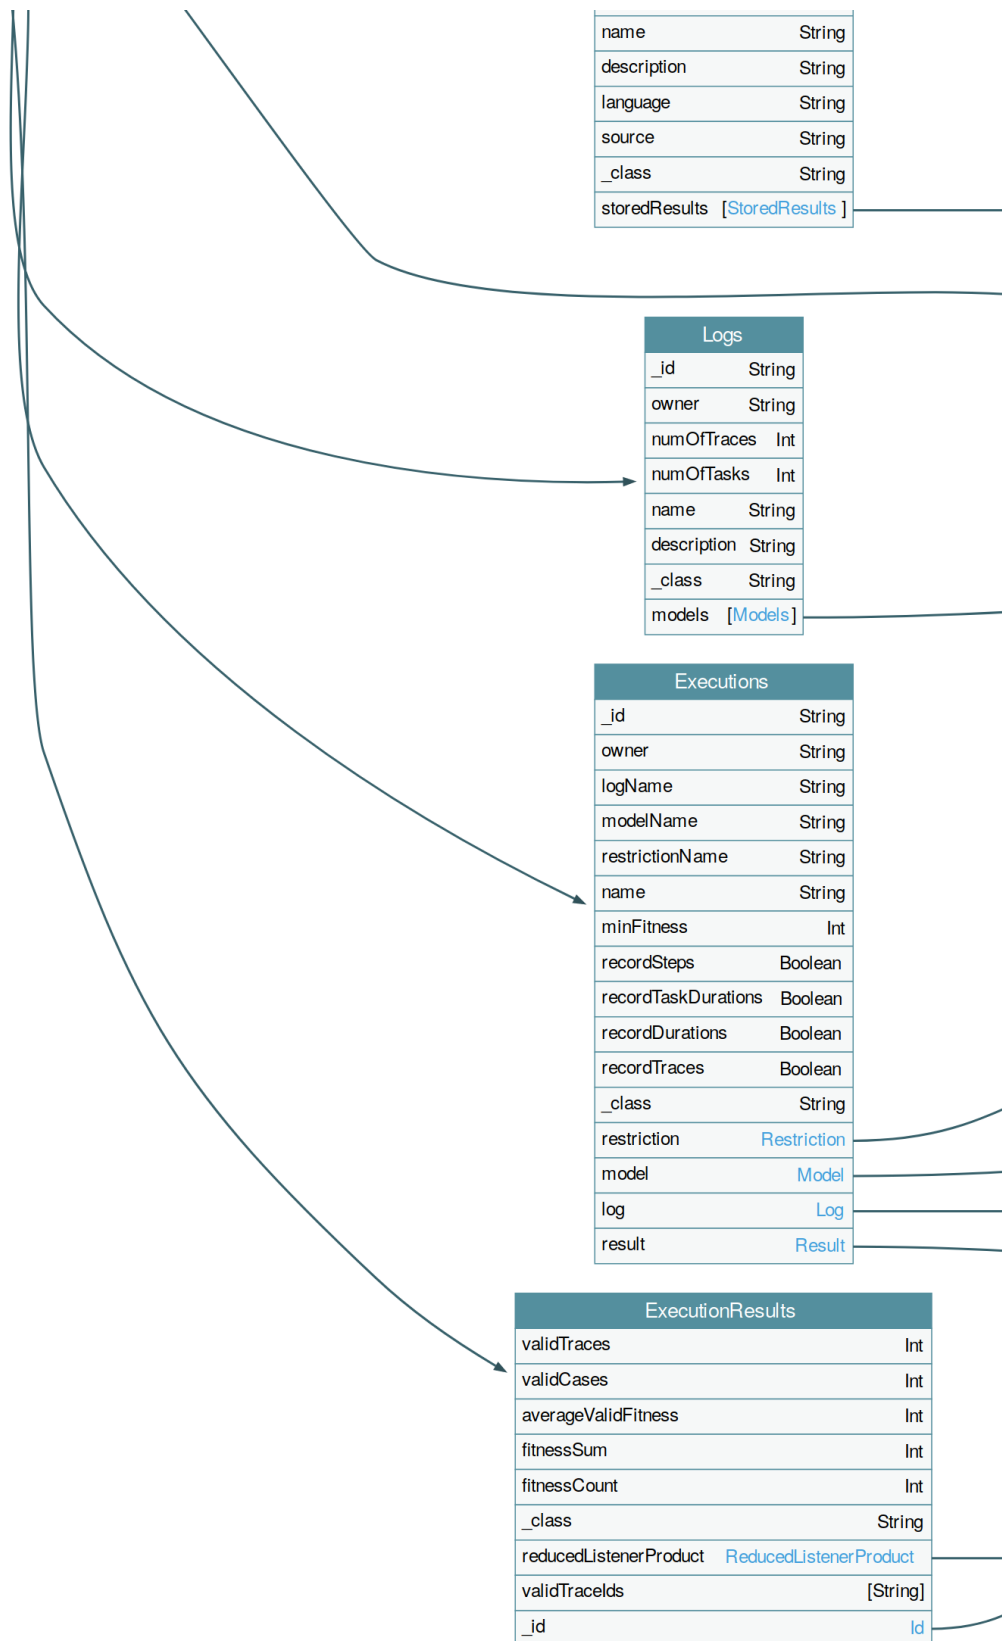 name String
description String
language String
source String
_class String
storedResults [StoredResults ]
Logs
_id String
owner String
numOfTraces Int
numOfTasks Int
name String
description String
_class String
models [Models]
Executions
_id String
owner String
logName String
modelName String
restrictionName String
name String
minFitness Int
recordSteps Boolean
recordTaskDurations Boolean
recordDurations Boolean
recordTraces Boolean
_class String
restriction Restriction
model Model
log Log
result Result
ExecutionResults
validTraces Int
validCases Int
averageValidFitness Int
fitnessSum Int
fitnessCount Int
_class String
reducedListenerProduct ReducedListenerProduct
validTraceIds [String]
_id Id